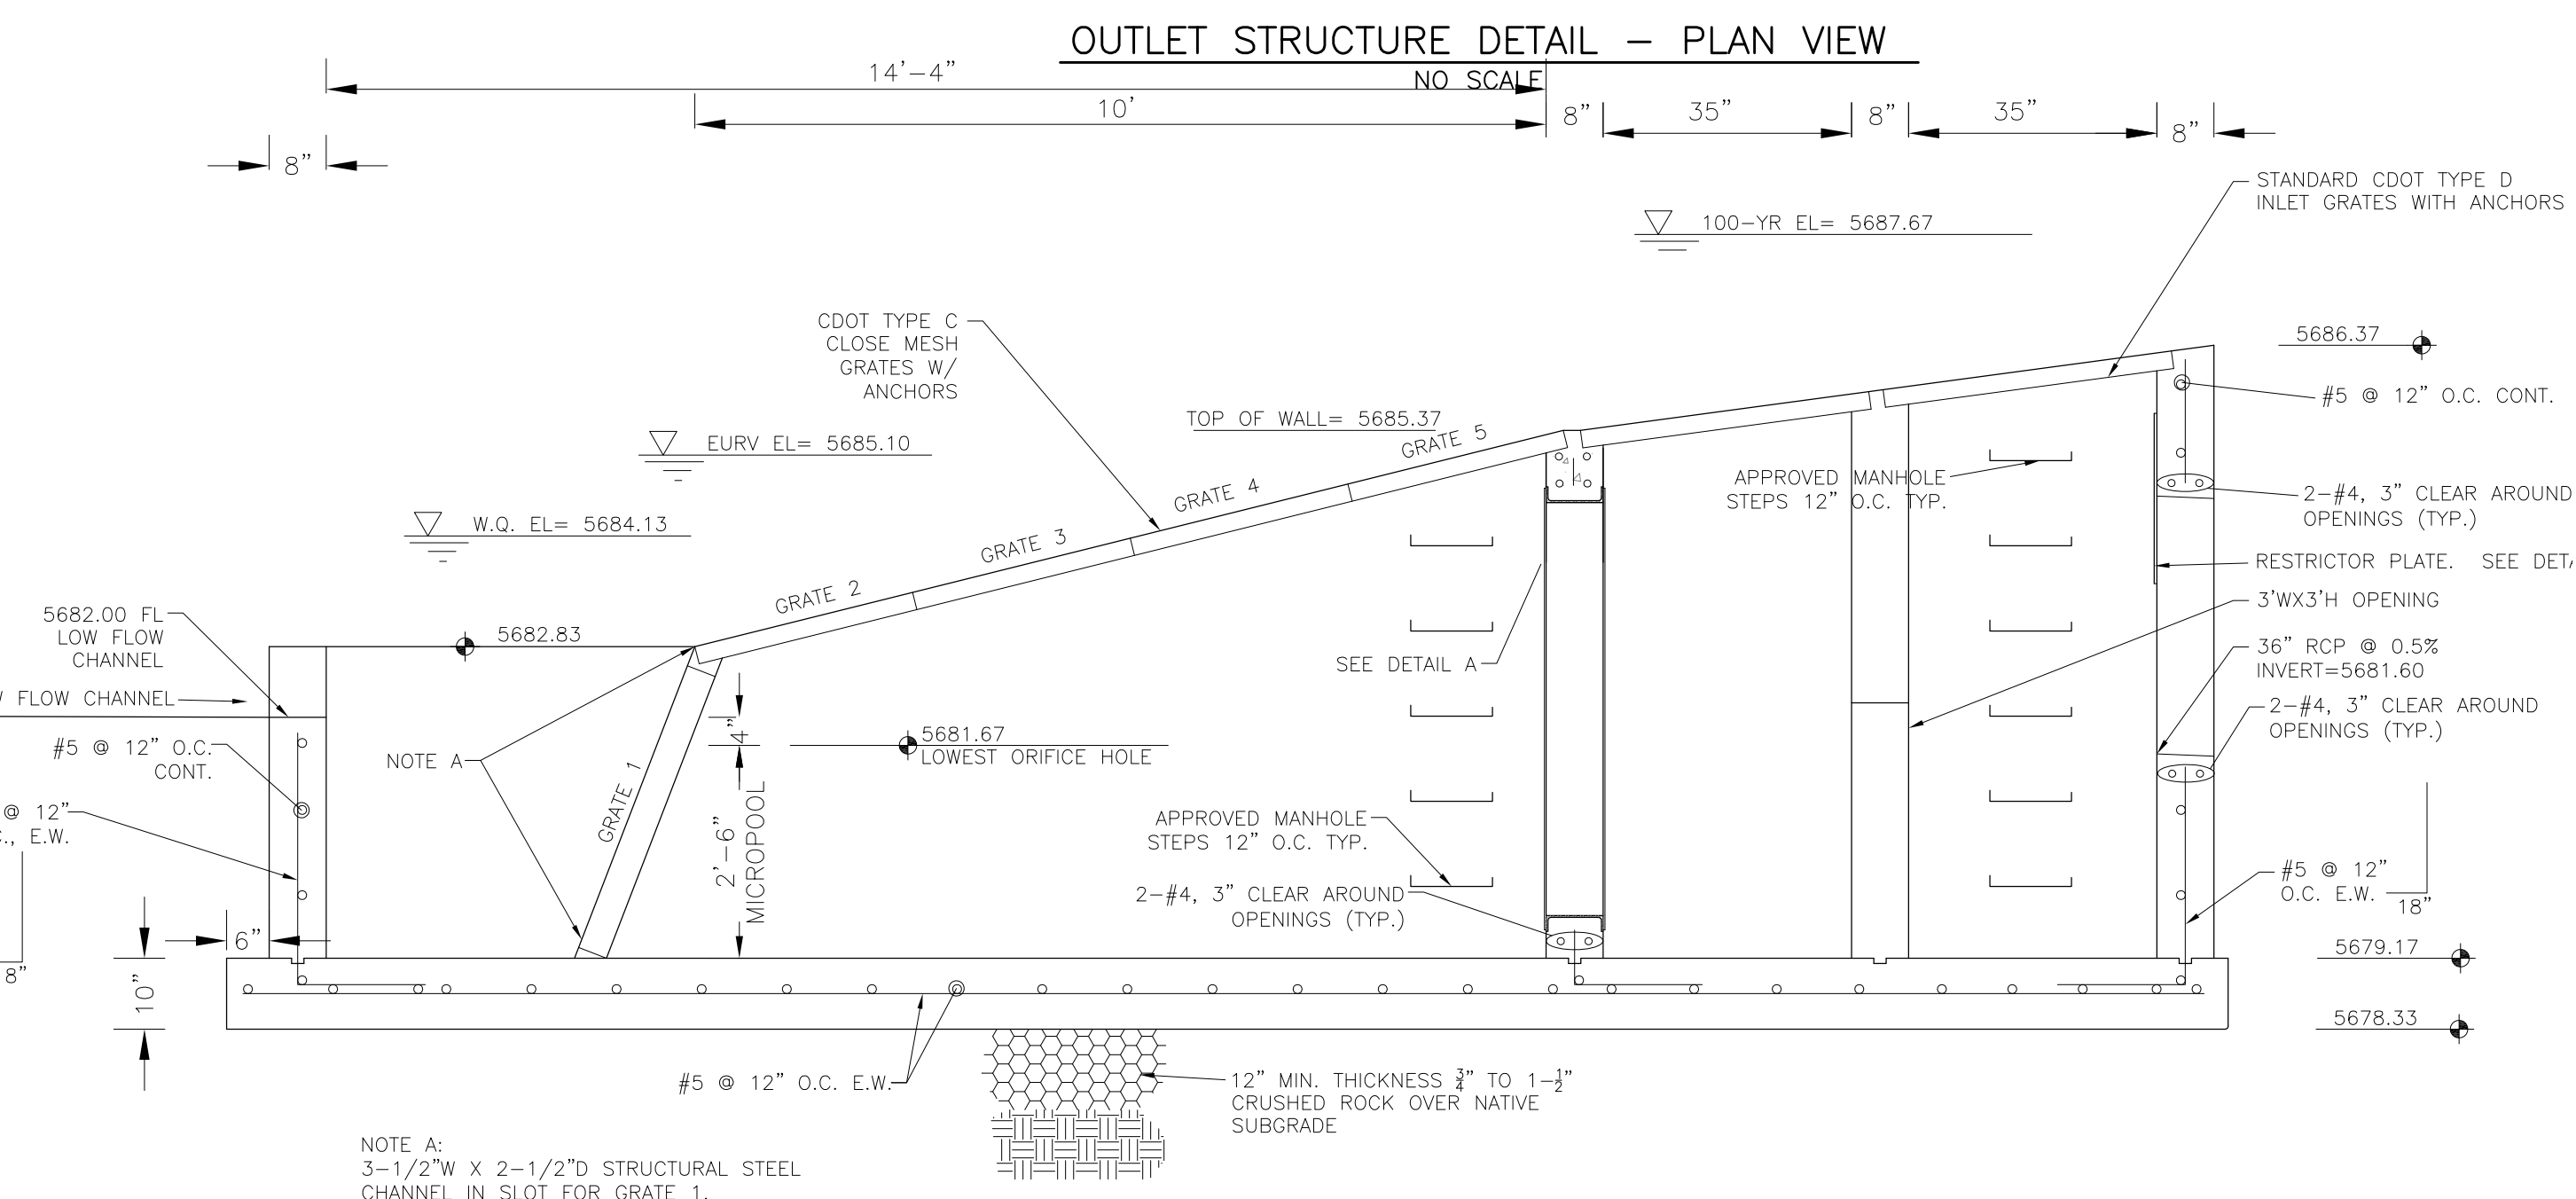 OUTLET STRUCTURE DETAIL – PLAN VIEW
NO SCALE
14'–4"
10'
8"
35"
8"
35"
8"
8"
STANDARD CDOT TYPE D
INLET GRATES WITH ANCHORS
100–YR EL= 5687.67
CDOT TYPE C
CLOSE MESH
GRATES W/
ANCHORS
5686.37
#5 @ 12" O.C. CONT.
TOP OF WALL= 5685.37
EURV EL= 5685.10
GRATE 5
APPROVED MANHOLE
STEPS 12" O.C. TYP.
2–#4, 3" CLEAR AROUND
OPENINGS (TYP.)
GRATE 4
W.Q. EL= 5684.13
GRATE 3
RESTRICTOR PLATE. SEE DETA
GRATE 2
3'WX3'H OPENING
5682.00 FL
LOW FLOW
CHANNEL
5682.83
SEE DETAIL A
36" RCP @ 0.5%
INVERT=5681.60
FLOW CHANNEL
2–#4, 3" CLEAR AROUND
OPENINGS (TYP.)
4"
5681.67
LOWEST ORIFICE HOLE
#5 @ 12" O.C.
CONT.
NOTE A
GRATE 1
@ 12"
., E.W.
2'–6"
MICROPOOL
APPROVED MANHOLE
STEPS 12" O.C. TYP.
2–#4, 3" CLEAR AROUND
OPENINGS (TYP.)
#5 @ 12"
O.C. E.W.
18"
6"
8"
10"
5679.17
5678.33
#5 @ 12" O.C. E.W.
12" MIN. THICKNESS 3/4" TO 1–1/2"
CRUSHED ROCK OVER NATIVE
SUBGRADE
NOTE A:
3–1/2"W X 2–1/2"D STRUCTURAL STEEL
CHANNEL IN SLOT FOR GRATE 1.